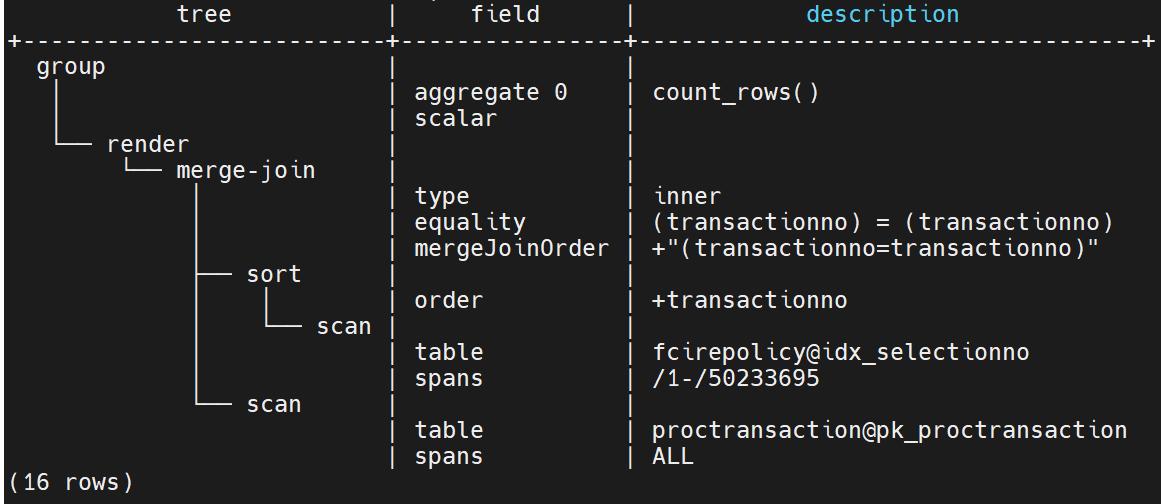 tree | field | description
+--------------------------+----------------+------------------------------------+
group | |
│ | aggregate 0 | count_rows()
│ | scalar |
└── render | |
└── merge-join | |
│ | type | inner
│ | equality | (transactionno) = (transactionno)
│ | mergeJoinOrder | +"(transactionno=transactionno)"
├── sort | |
│ │ | order | +transactionno
│ └── scan | |
│ | table | fcirepolicy@idx_selectionno
│ | spans | /1-/50233695
└── scan | |
| table | proctransaction@pk_proctransaction
| spans | ALL
(16 rows)